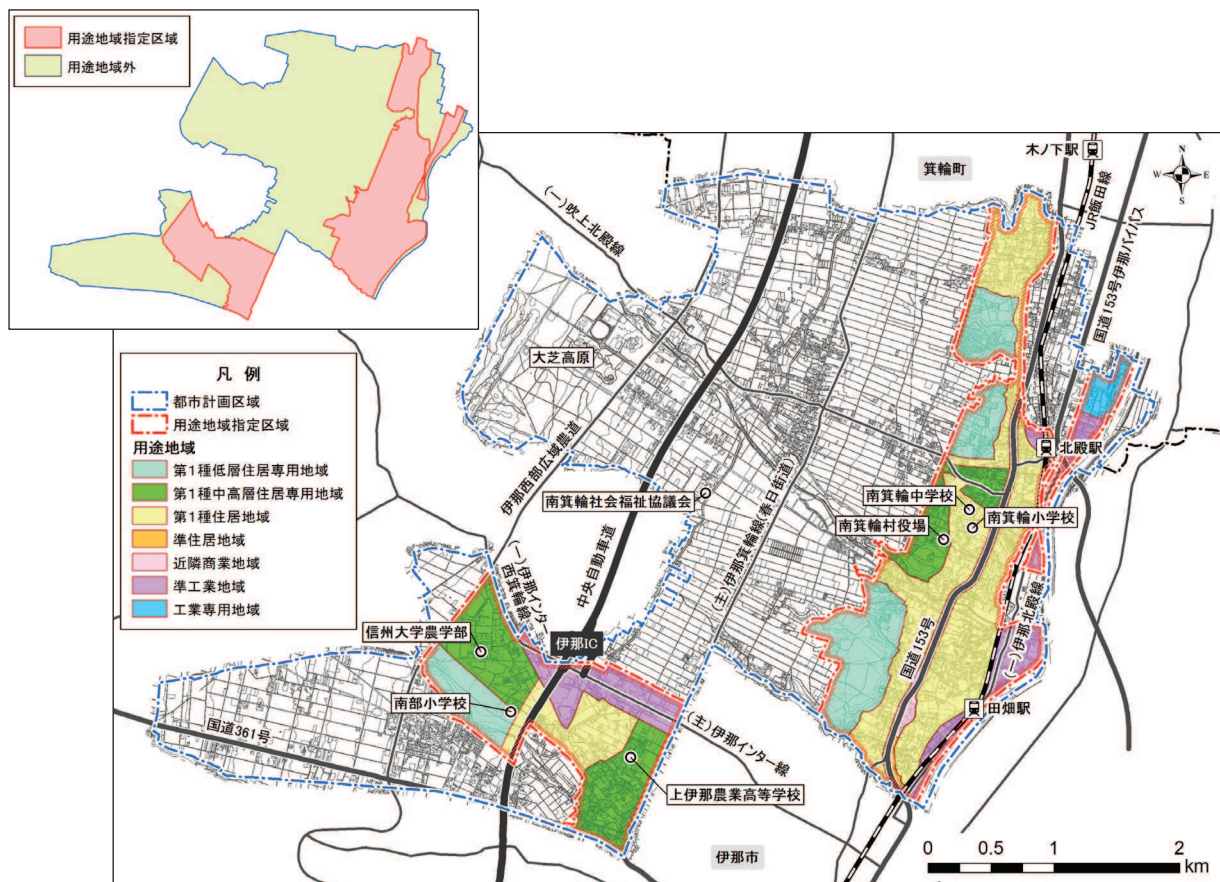 用途地域指定区域
用途地域外
凡 例
都市計画区域
用途地域指定区域
用途地域
第1種低層住居専用地域
第1種中高層住居専用地域
第1種住居地域
準住居地域
近隣商業地域
準工業地域
工業専用地域
木ノ下駅
箕輪町
N
W E
S
JR飯田線
国道153号伊那バイパス
(一)吹上北殿線
大芝高原
伊那西部広域農道
北殿駅
南箕輪社会福祉協議会
南箕輪中学校
南箕輪小学校
南箕輪村役場
(主)伊那箕輪線(春日街道)
中央自動車道
(一)伊那インター
西箕輪線
信州大学農学部
伊那IC
国道153号
(一)伊那北殿線
南部小学校
田畑駅
国道361号
(主)伊那インター線
上伊那農業高等学校
伊那市
0 0.5 1 2
km